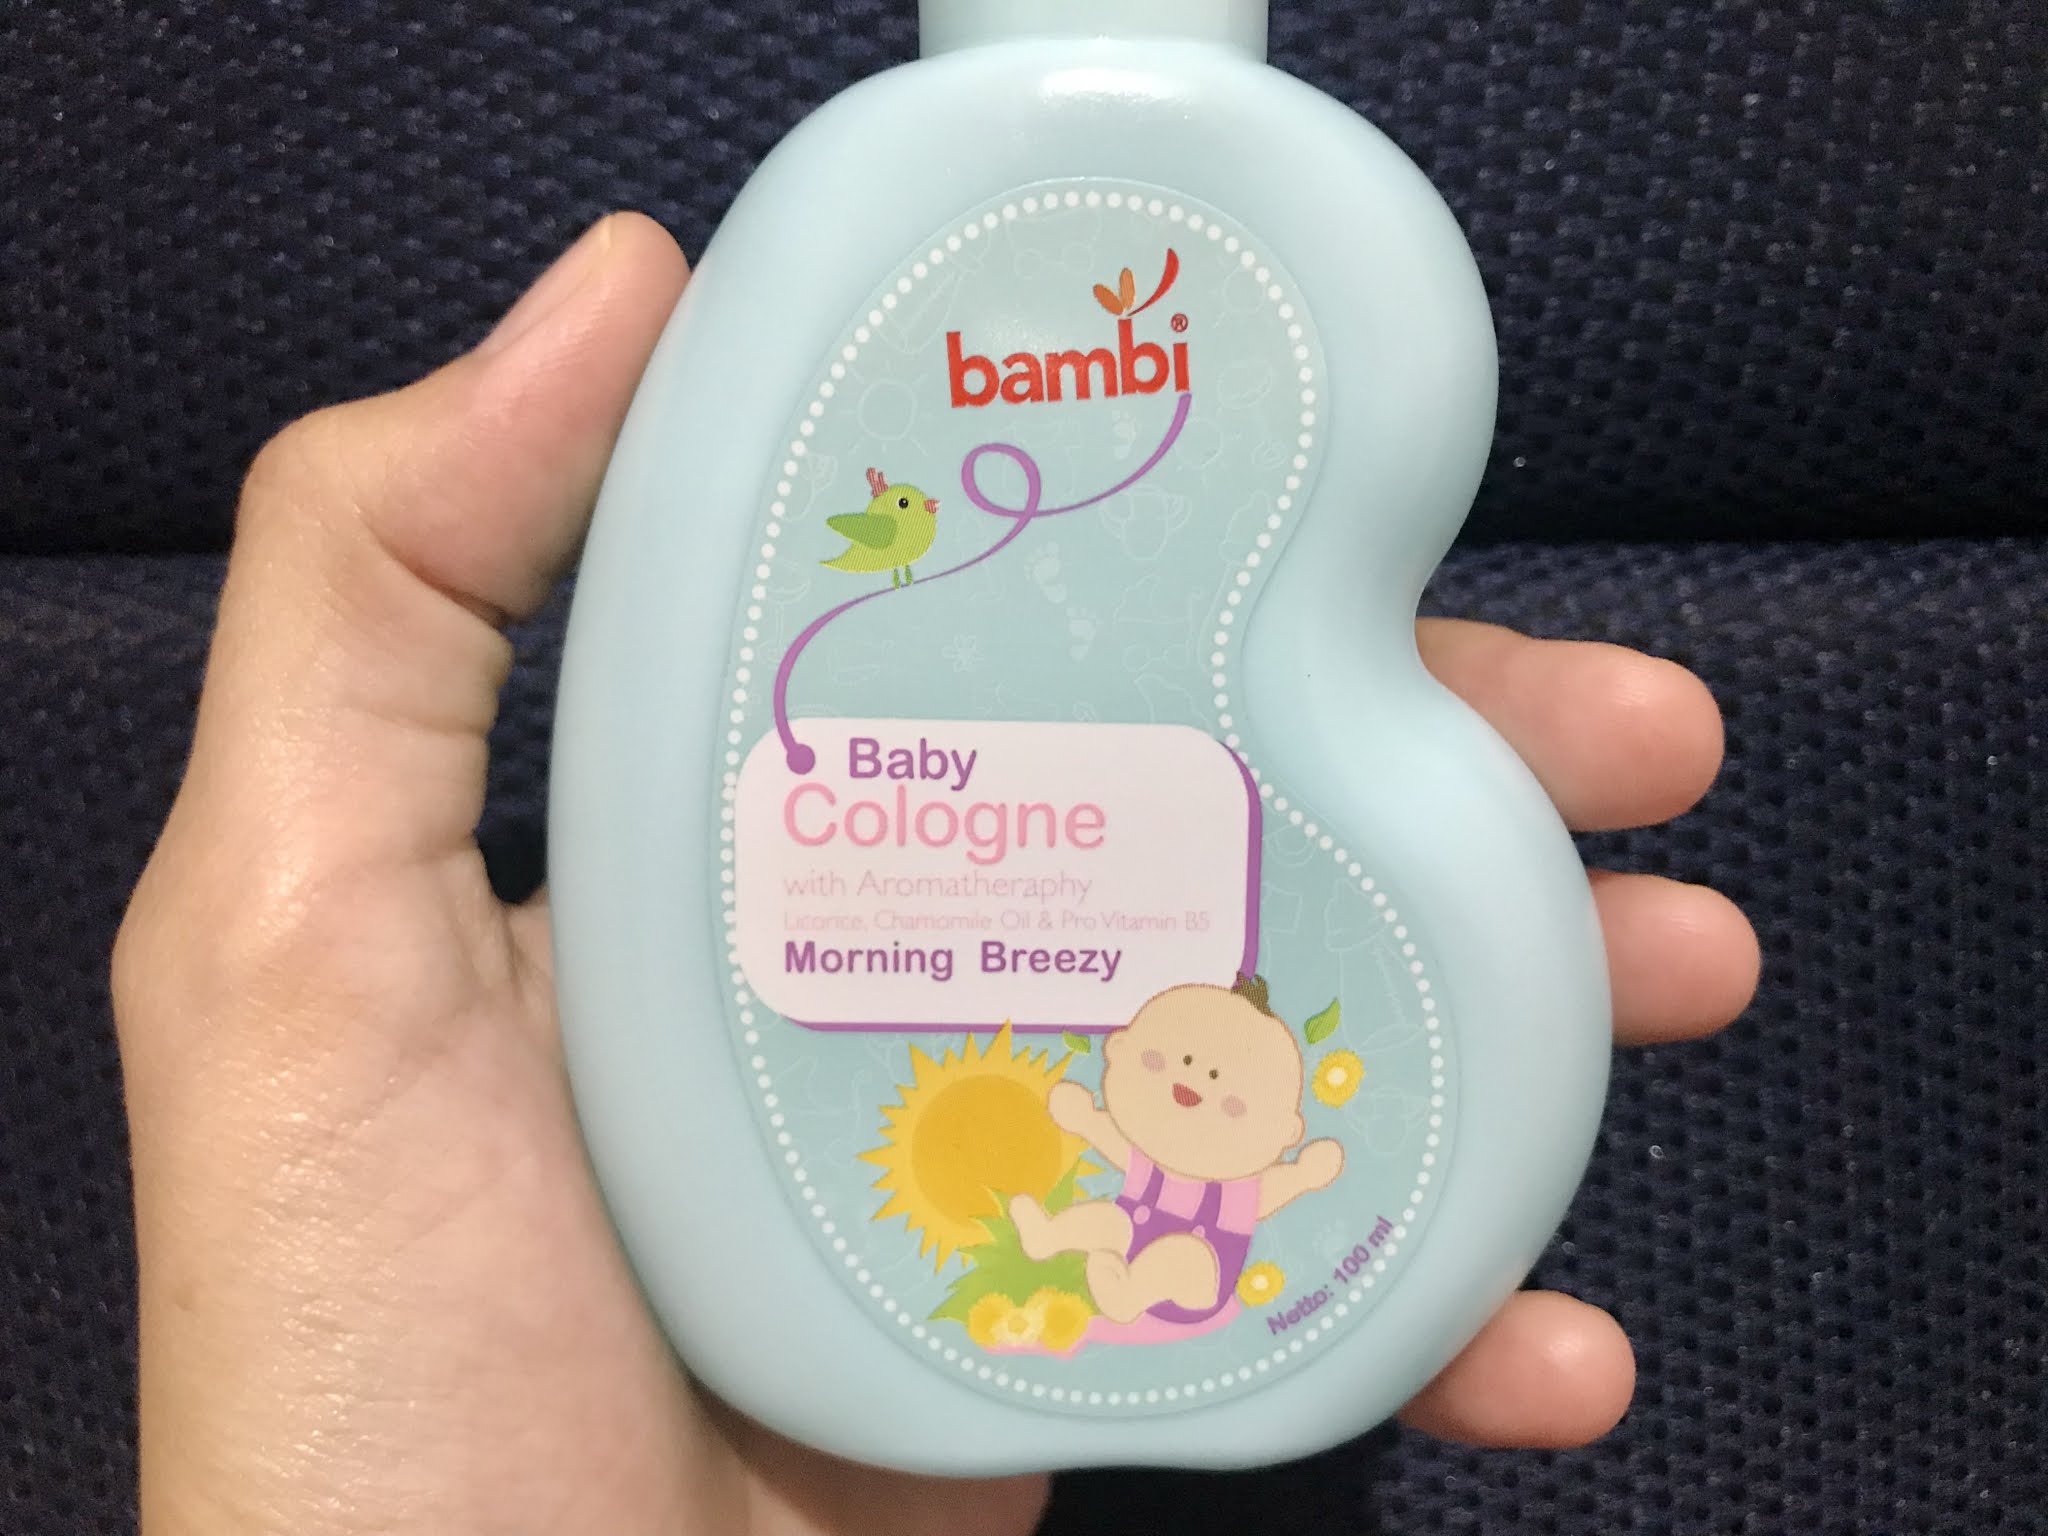 bambi®
Baby
Cologne
with Aromatheraphy
Licorice, Chamomile Oil & Pro Vitamin B5
Morning Breezy
Netto: 100 ml